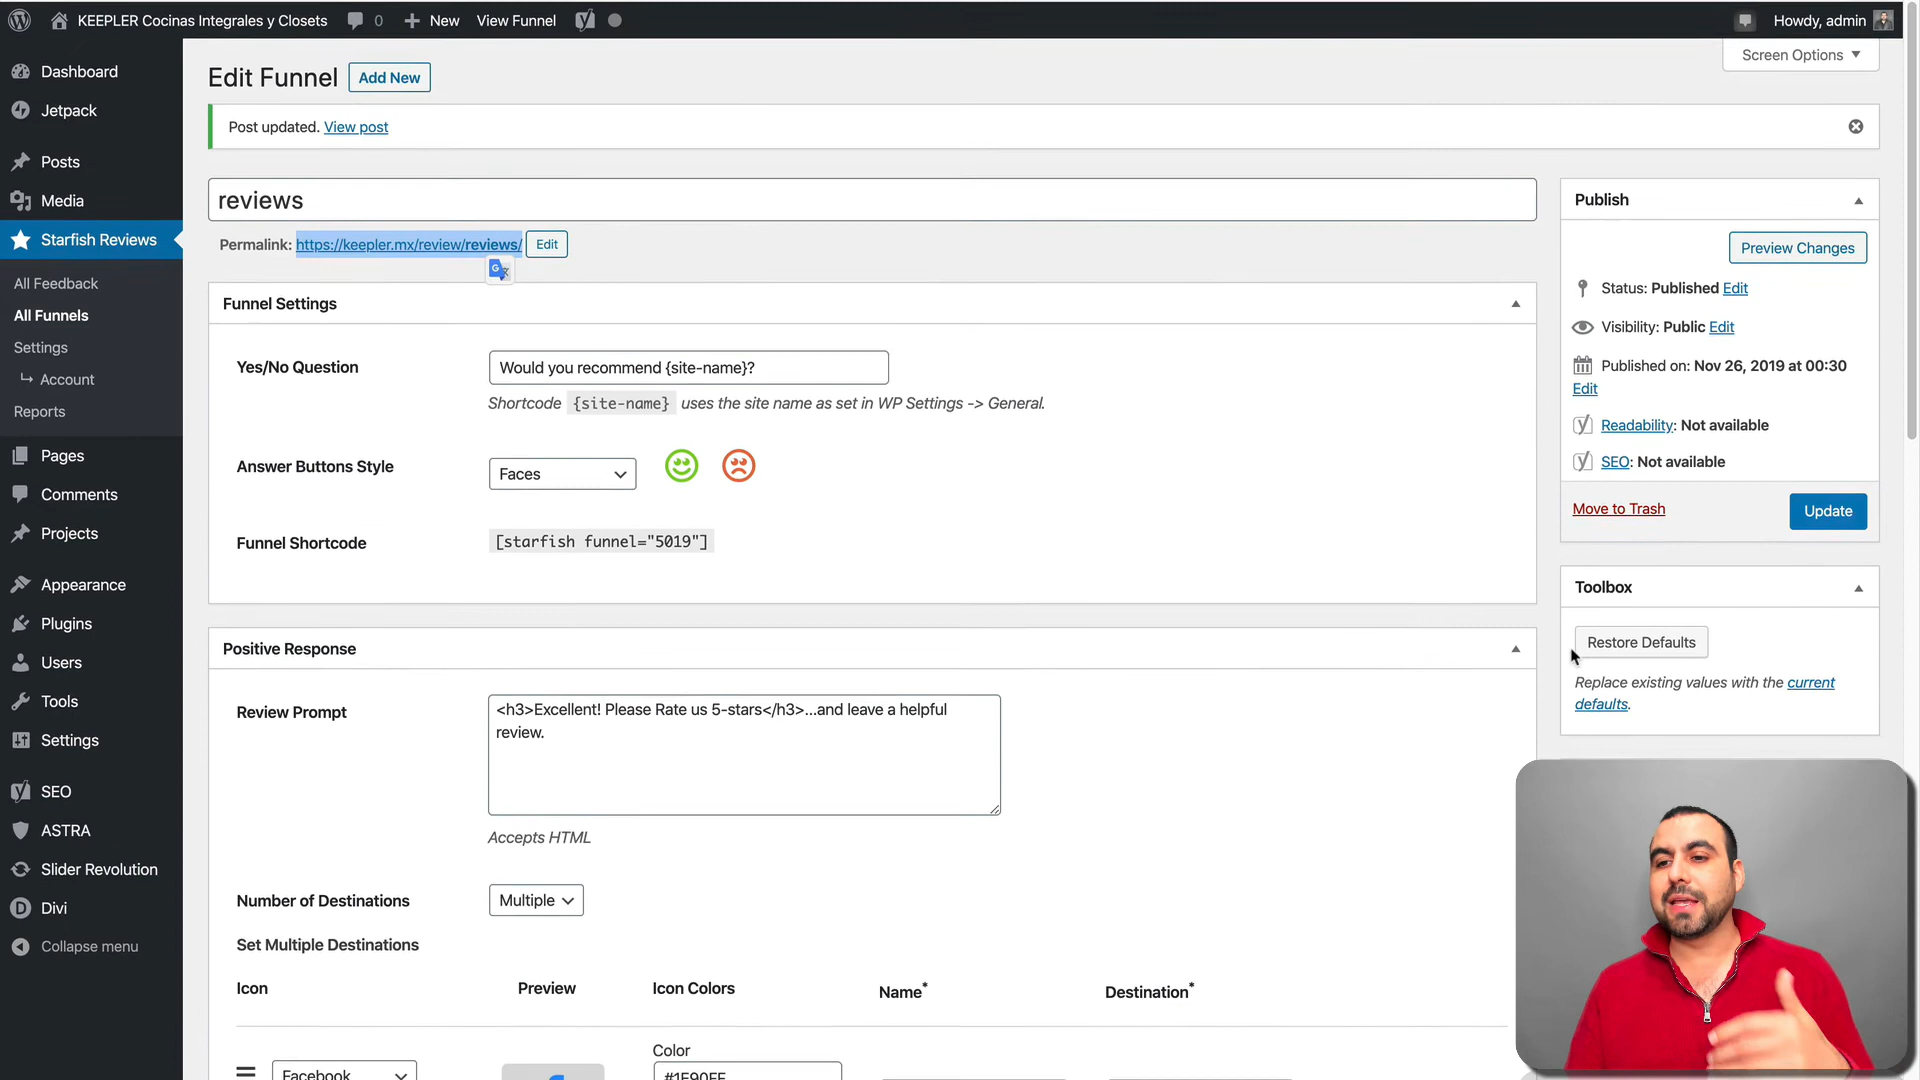 KEEPLER Cocinas Integrales y Closets
0
New
View Funnel
Howdy, admin
Screen Options
Dashboard
Jetpack
Posts
Media
Starfish Reviews
All Feedback
All Funnels
Settings
Account
Reports
Pages
Comments
Projects
Appearance
Plugins
Users
Tools
Settings
SEO
ASTRA
Slider Revolution
Divi
Collapse menu
Edit Funnel
Add New
Post updated. View post
reviews
Permalink: https://keepler.mx/review/reviews/ Edit
Funnel Settings
Yes/No Question
Would you recommend {site-name}?
Shortcode {site-name} uses the site name as set in WP Settings -> General.
Answer Buttons Style
Faces
Funnel Shortcode
[starfish funnel="5019"]
Positive Response
Review Prompt
<h3>Excellent! Please Rate us 5-stars</h3>...and leave a helpful
review.
Accepts HTML
Number of Destinations
Multiple
Set Multiple Destinations
Icon
Preview
Icon Colors
Name*
Destination*
Facebook
Color
#1E90FF
Publish
Preview Changes
Status: Published Edit
Visibility: Public Edit
Published on: Nov 26, 2019 at 00:30
Edit
Readability: Not available
SEO: Not available
Move to Trash
Update
Toolbox
Restore Defaults
Replace existing values with the current
defaults.